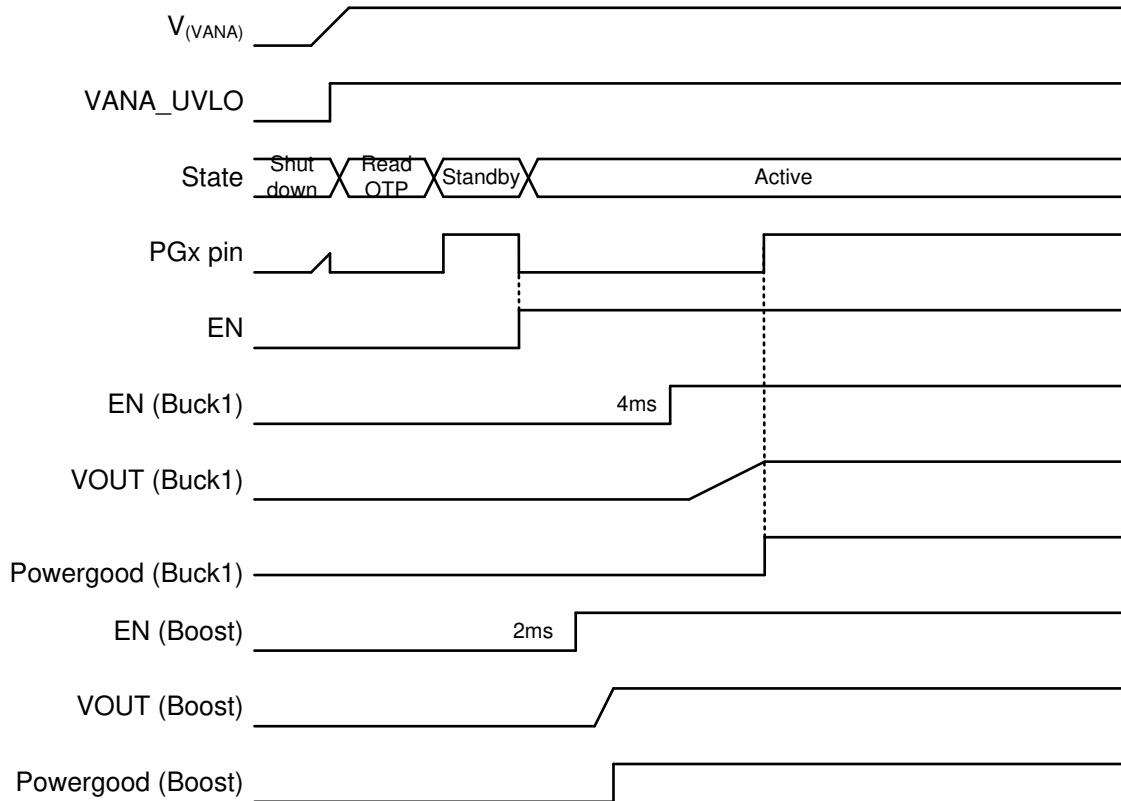 V(VANA)
VANA_UVLO
State
Shut
down
Read
OTP
Standby
Active
PGx pin
EN
EN (Buck1)
4ms
VOUT (Buck1)
Powergood (Buck1)
EN (Boost)
2ms
VOUT (Boost)
Powergood (Boost)